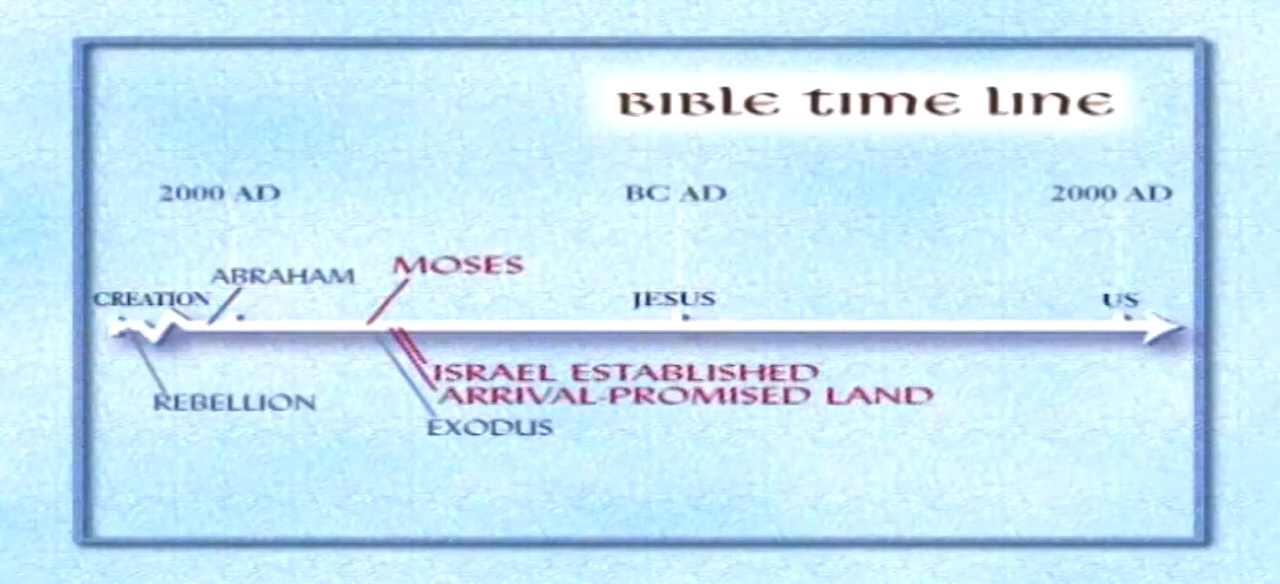 BIBLE TIME LINE
2000 AD BC AD 2000 AD
MOSES
ABRAHAM
CREATION JESUS US
ISRAEL ESTABLISHED
ARRIVAL-PROMISED LAND
REBELLION
EXODUS